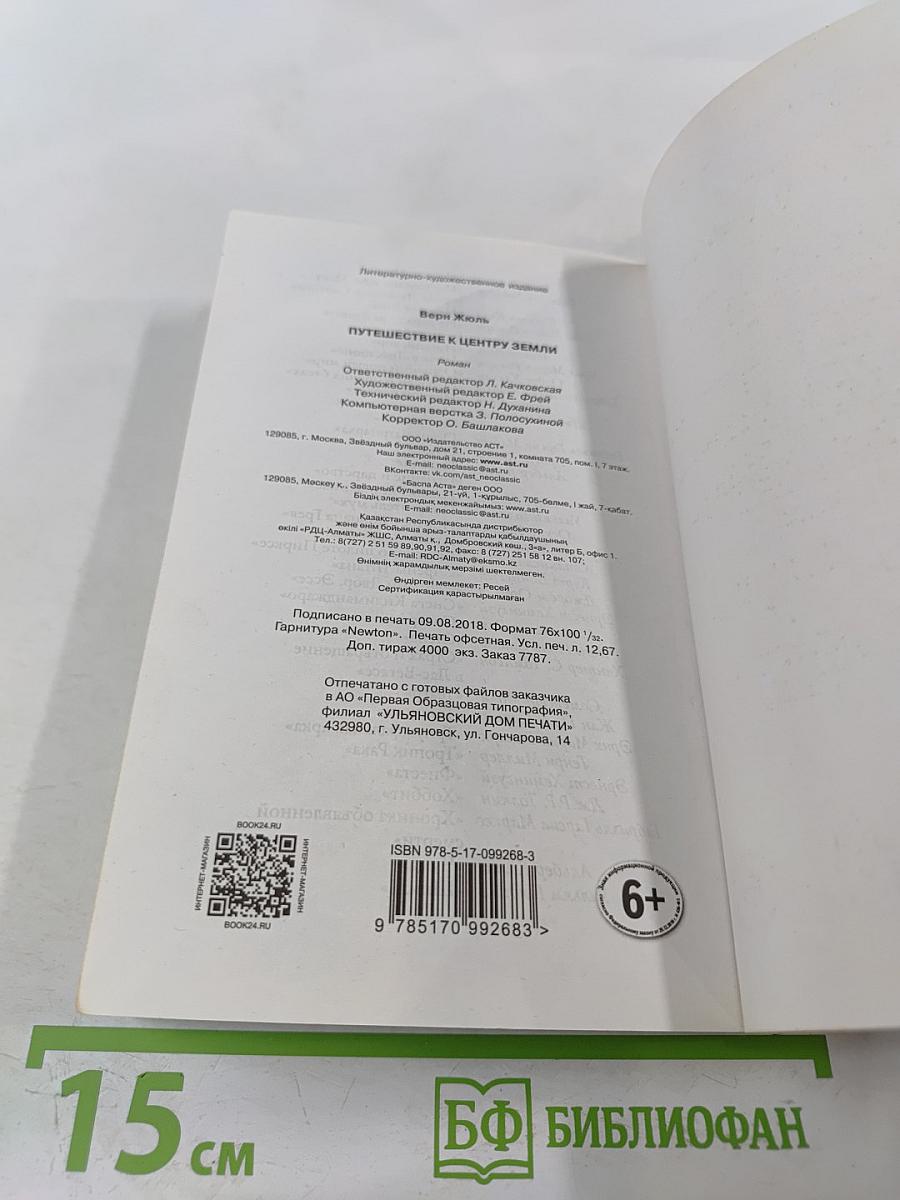 Литературно-художественное издание
Верн Жюль
ПУТЕШЕСТВИЕ К ЦЕНТРУ ЗЕМЛИ
Роман
Ответственный редактор Л. Качковская
Художественный редактор Е. Фрей
Технический редактор Н. Духанина
Компьютерная верстка З. Полосухиной
Корректор О. Башлакова
ООО «Издательство АСТ»
129085, г. Москва, Звёздный бульвар, дом 21, строение 1, комната 705, пом. I, 7 этаж.
Наш электронный адрес: www.ast.ru
E-mail: neoclassic@ast.ru
ВКонтакте: vk.com/ast_neoclassic
«Баспа Аста» деген ООО
129085, Мәскеу қ., Звёздный бульвары, 21-үй, 1-құрылыс, 705-бөлме, I жай, 7-қабат.
Біздің электрондық мекенжайымыз: www.ast.ru
E-mail: neoclassic@ast.ru
Қазақстан Республикасында дистрибьютор
және өнім бойынша арыз-талаптарды қабылдаушының
өкілі «РДЦ-Алматы» ЖШС, Алматы қ., Домбровский көш., 3«а», литер Б, офис 1.
Тел.: 8(727) 2 51 59 89,90,91,92, факс: 8 (727) 251 58 12 вн. 107;
E-mail: RDC-Almaty@eksmo.kz
Өнімнің жарамдылық мерзімі шектелмеген.
Өндірген мемлекет: Ресей
Сертификация қарастырылмаған
Подписано в печать 09.08.2018. Формат 76x100 1/32.
Гарнитура «Newton». Печать офсетная. Усл. печ. л. 12,67.
Доп. тираж 4000 экз. Заказ 7787.
Отпечатано с готовых файлов заказчика
в АО «Первая Образцовая типография»,
филиал «УЛЬЯНОВСКИЙ ДОМ ПЕЧАТИ»
432980, г. Ульяновск, ул. Гончарова, 14
BOOK24.RU
ИНТЕРНЕТ-МАГАЗИН
ИНТЕРНЕТ-МАГАЗИН
BOOK24.RU
ISBN 978-5-17-099268-3
9 785170 992683 >
Знак информационной продукции
6+
15 см
БФ БИБЛИОФАН